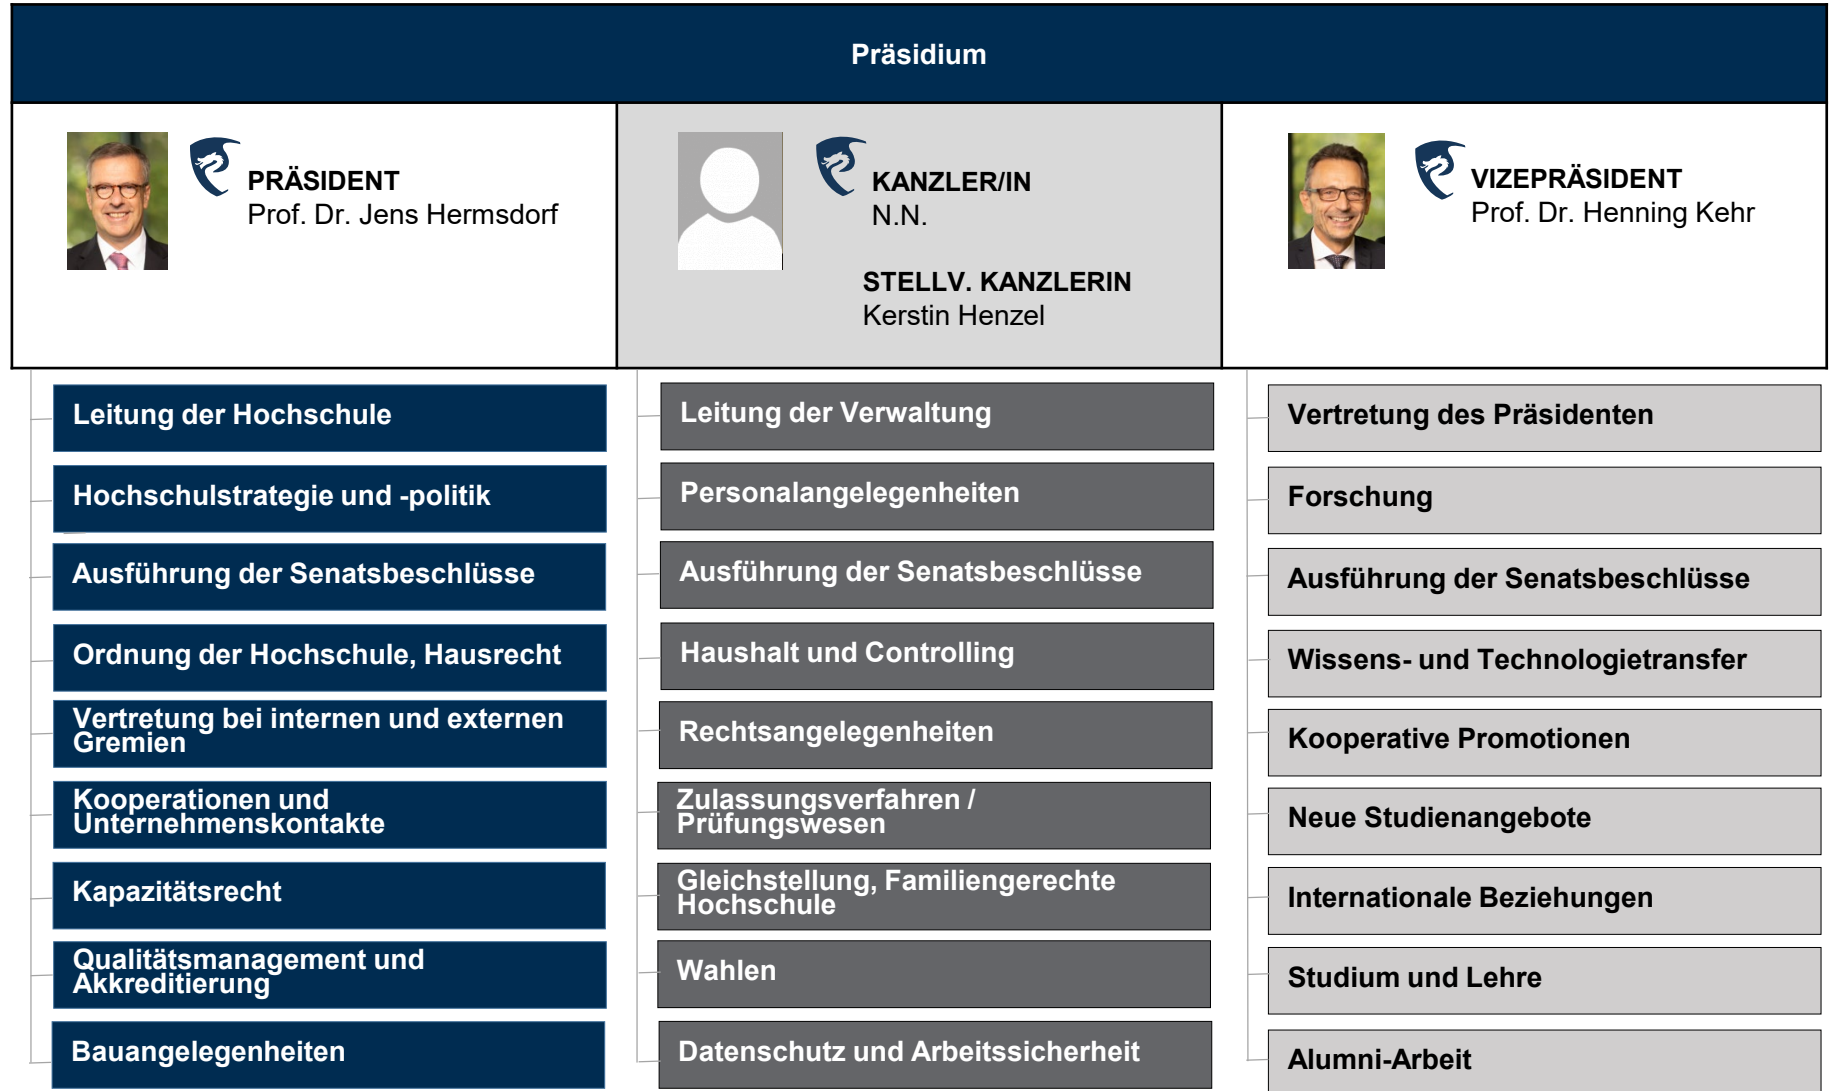 Präsidium
PRÄSIDENT
Prof. Dr. Jens Hermsdorf
KANZLER/IN
N.N.
STELLV. KANZLERIN
Kerstin Henzel
VIZEPRÄSIDENT
Prof. Dr. Henning Kehr
Leitung der Hochschule
Hochschulstrategie und -politik
Ausführung der Senatsbeschlüsse
Ordnung der Hochschule, Hausrecht
Vertretung bei internen und externen
Gremien
Kooperationen und
Unternehmenskontakte
Kapazitätsrecht
Qualitätsmanagement und
Akkreditierung
Bauangelegenheiten
Leitung der Verwaltung
Personalangelegenheiten
Ausführung der Senatsbeschlüsse
Haushalt und Controlling
Rechtsangelegenheiten
Zulassungsverfahren /
Prüfungswesen
Gleichstellung, Familiengerechte
Hochschule
Wahlen
Datenschutz und Arbeitssicherheit
Vertretung des Präsidenten
Forschung
Ausführung der Senatsbeschlüsse
Wissens- und Technologietransfer
Kooperative Promotionen
Neue Studienangebote
Internationale Beziehungen
Studium und Lehre
Alumni-Arbeit